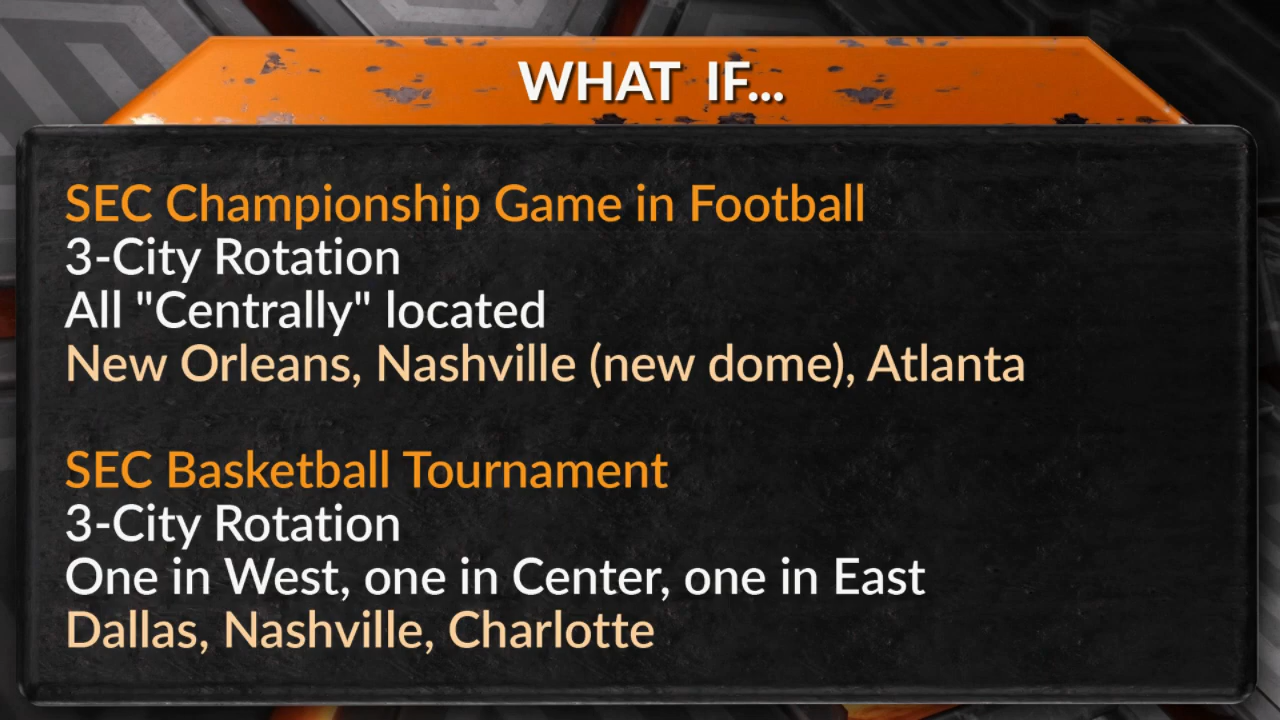 WHAT IF...
SEC Championship Game in Football
3-City Rotation
All "Centrally" located
New Orleans, Nashville (new dome), Atlanta
SEC Basketball Tournament
3-City Rotation
One in West, one in Center, one in East
Dallas, Nashville, Charlotte